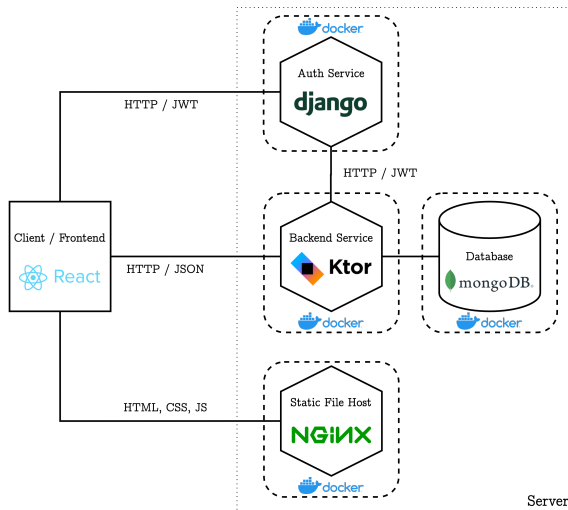 docker
Auth Service
django
HTTP / JWT
HTTP / JWT
Client / Frontend
React
HTTP / JSON
Backend Service
Ktor
docker
Database
mongoDB.
docker
HTML, CSS, JS
Static File Host
NGiNX
docker
Server